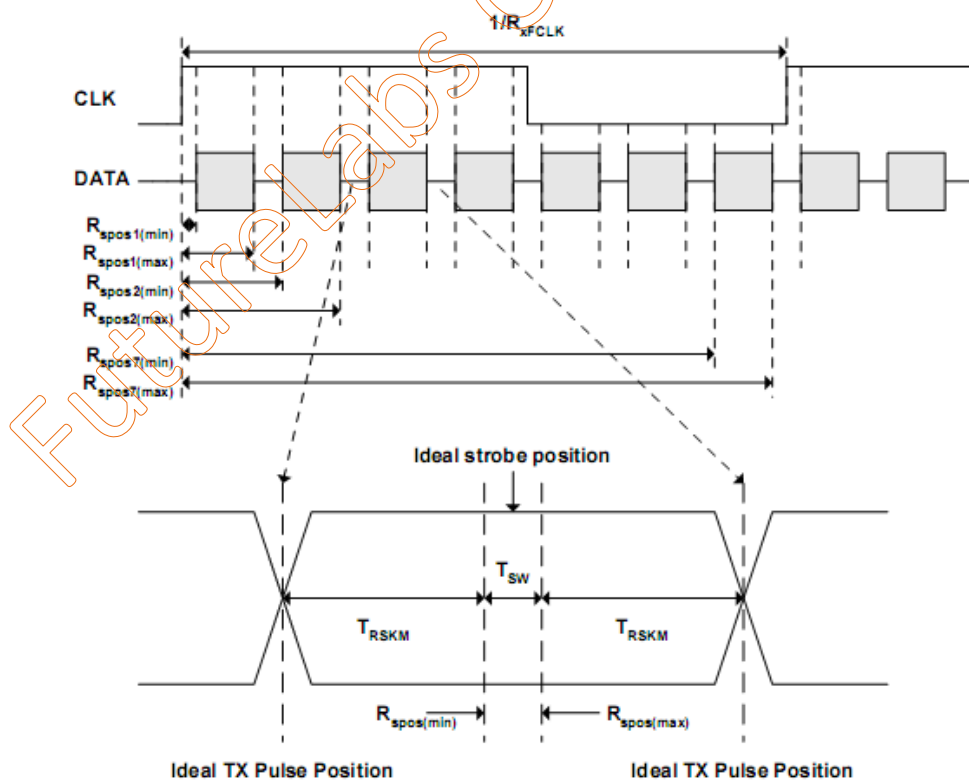 1/RxFCLK
CLK
DATA
Rspos1(min)
Rspos1(max)
Rspos2(min)
Rspos2(max)
Rspos7(min)
Rspos7(max)
Ideal strobe position
TSW
TRSKM
TRSKM
Rspos(min)
Rspos(max)
Ideal TX Pulse Position
Ideal TX Pulse Position
FutureLabs